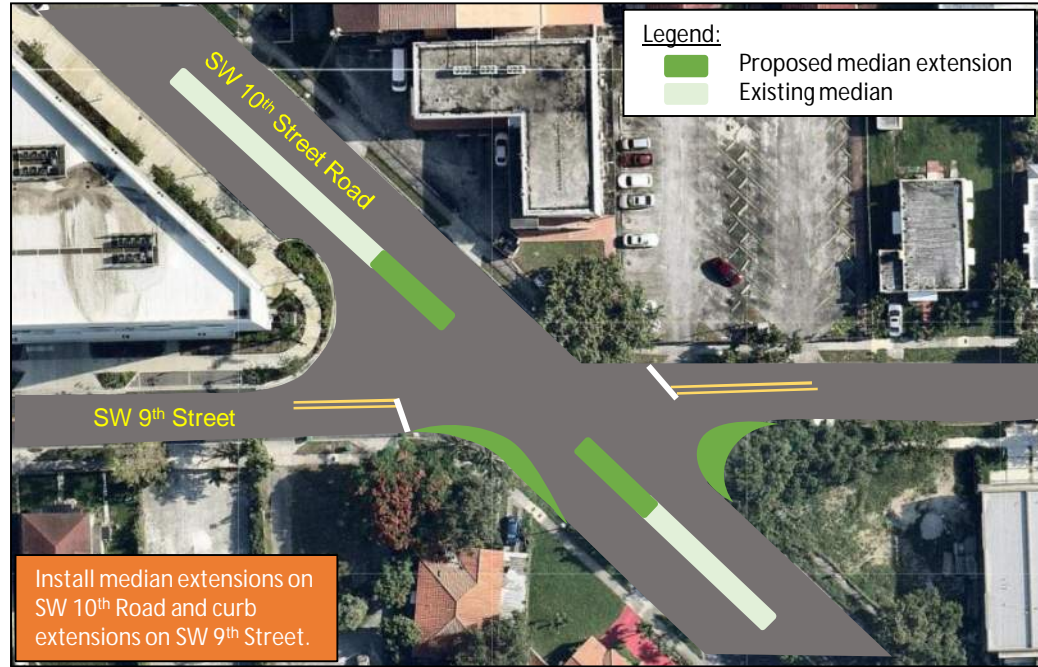 Legend:
Proposed median extension
Existing median
SW 10th Street Road
SW 9th Street
Install median extensions on
SW 10th Road and curb
extensions on SW 9th Street.